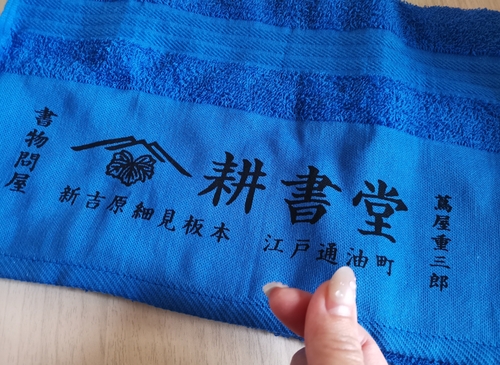 書物問屋
耕書堂
新吉原細見板本 江戸通油町
蔦屋重三郎